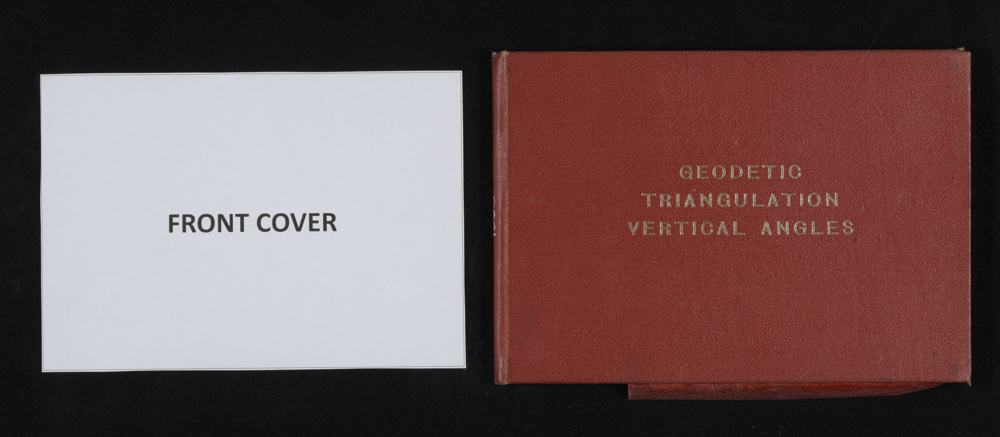 FRONT COVER
GEODETIC
TRIANGULATION
VERTICAL ANGLES